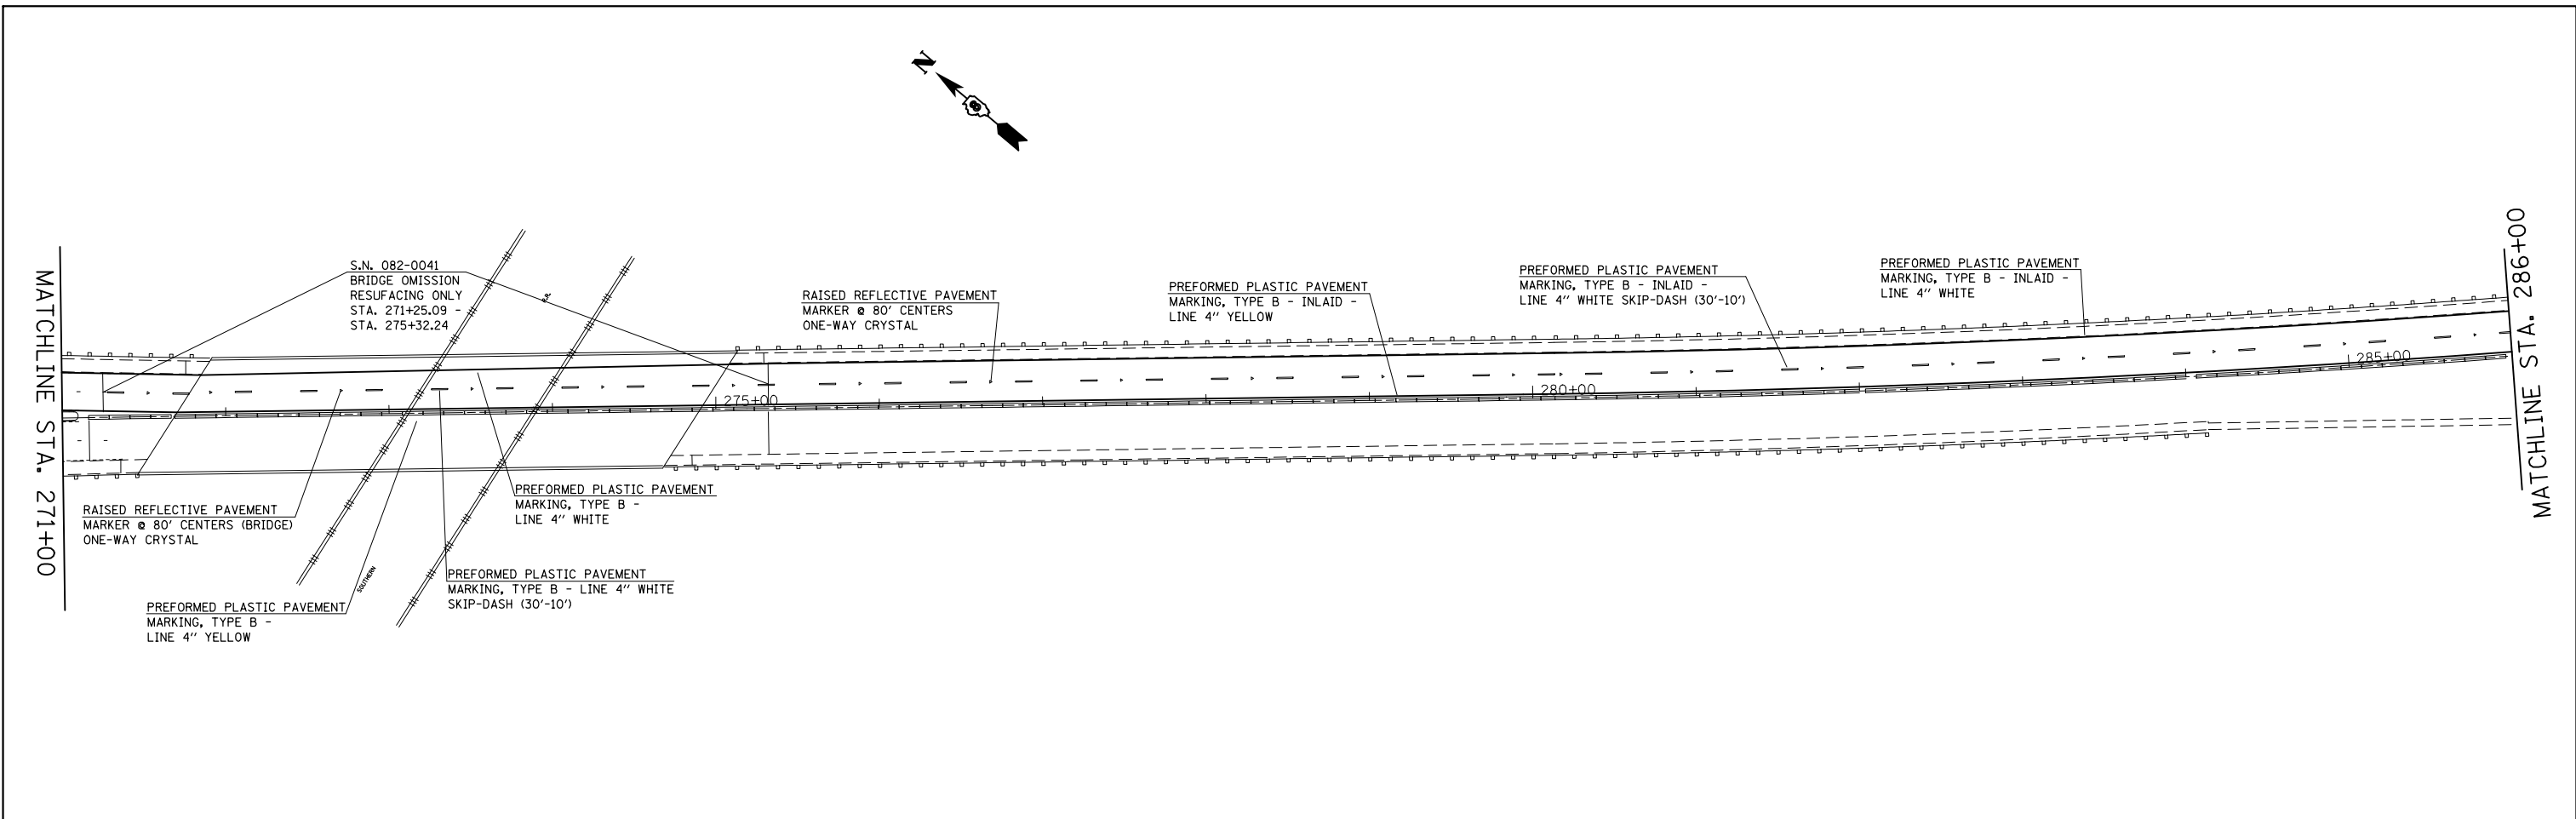 N
MATCHLINE STA. 271+00
S.N. 082-0041
BRIDGE OMISSION
RESUFACING ONLY
STA. 271+25.09 -
STA. 275+32.24
R.R.
RAISED REFLECTIVE PAVEMENT
MARKER @ 80' CENTERS
ONE-WAY CRYSTAL
PREFORMED PLASTIC PAVEMENT
MARKING, TYPE B - INLAID -
LINE 4" YELLOW
PREFORMED PLASTIC PAVEMENT
MARKING, TYPE B - INLAID -
LINE 4" WHITE SKIP-DASH (30'-10')
PREFORMED PLASTIC PAVEMENT
MARKING, TYPE B - INLAID -
LINE 4" WHITE
MATCHLINE STA. 286+00
275+00
280+00
285+00
RAISED REFLECTIVE PAVEMENT
MARKER @ 80' CENTERS (BRIDGE)
ONE-WAY CRYSTAL
PREFORMED PLASTIC PAVEMENT
MARKING, TYPE B -
LINE 4" WHITE
SOUTHERN
PREFORMED PLASTIC PAVEMENT
MARKING, TYPE B - LINE 4" WHITE
SKIP-DASH (30'-10')
PREFORMED PLASTIC PAVEMENT
MARKING, TYPE B -
LINE 4" YELLOW